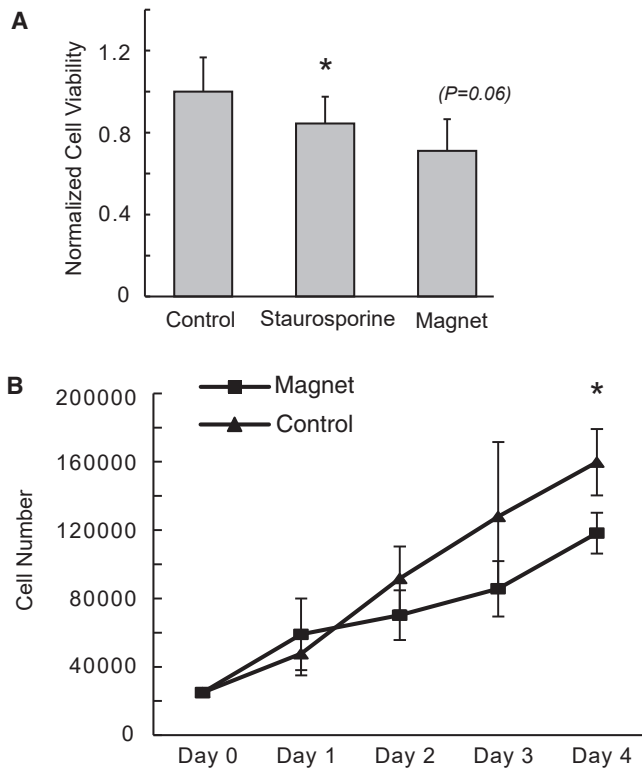 A
Normalized Cell Viability
1.2
0.8
0.4
0
*
(P=0.06)
Control Staurosporine Magnet
B
Cell Number
200000
160000
120000
80000
40000
0
Magnet
Control
*
Day 0 Day 1 Day 2 Day 3 Day 4